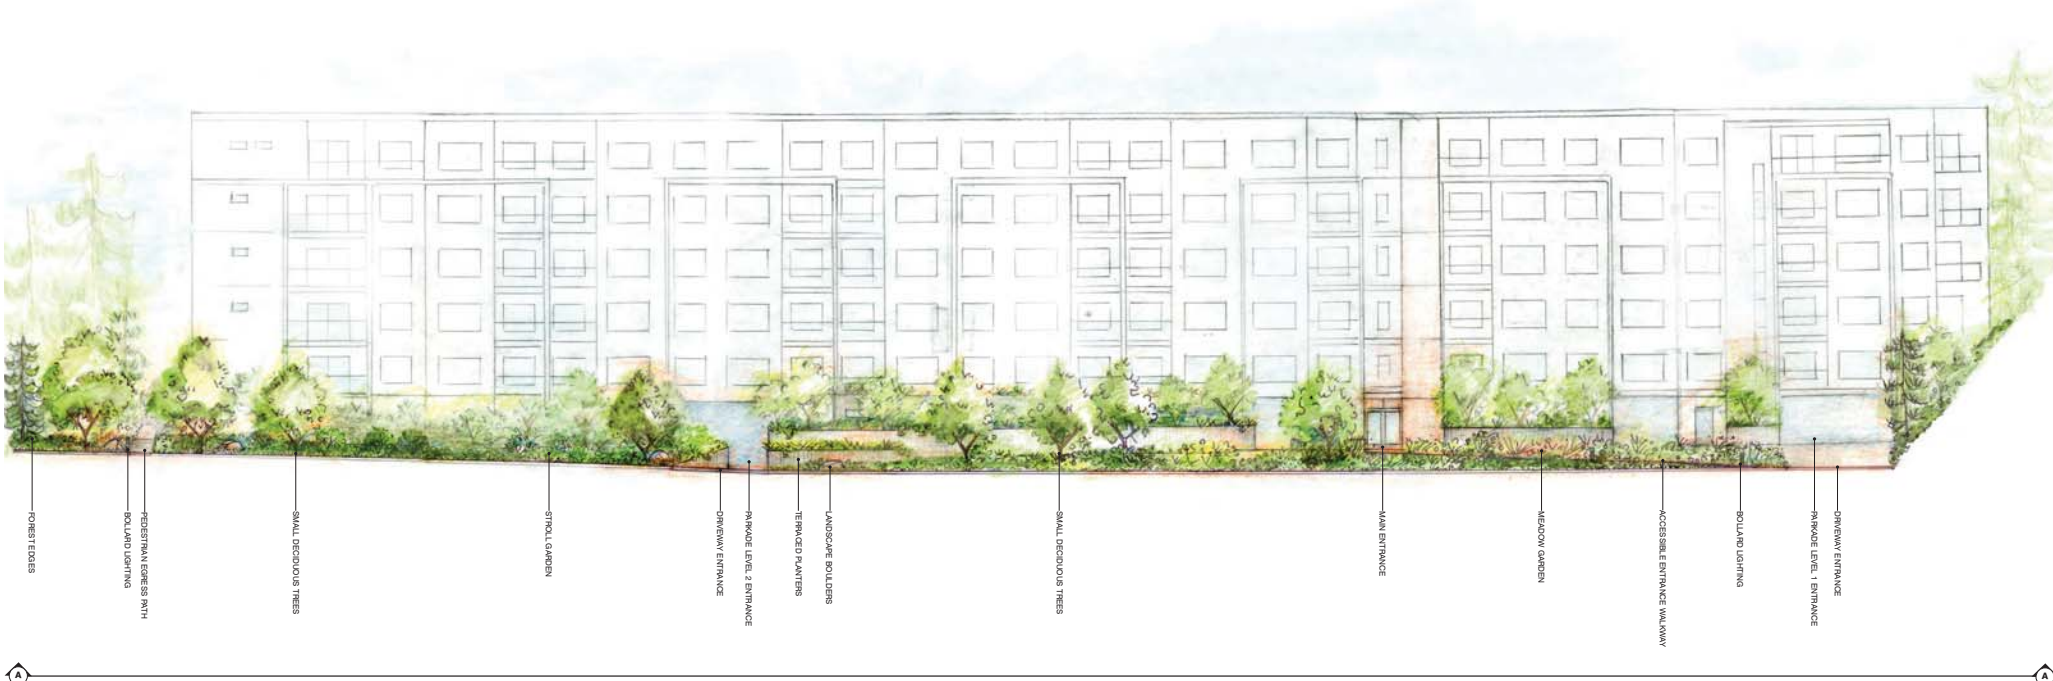 FOREST EDGES
BOLLARD LIGHTING
PEDESTRIAN EGRESS PATH
SMALL DECIDUOUS TREES
STROLL GARDEN
DRIVEWAY ENTRANCE
PARKADE LEVEL 2 ENTRANCE
TERRACED PLANTERS
LANDSCAPE BOULDERS
SMALL DECIDUOUS TREES
MAIN ENTRANCE
MEADOW GARDEN
ACCESSIBLE ENTRANCE WALKWAY
BOLLARD LIGHTING
PARKADE LEVEL 1 ENTRANCE
DRIVEWAY ENTRANCE
A
A